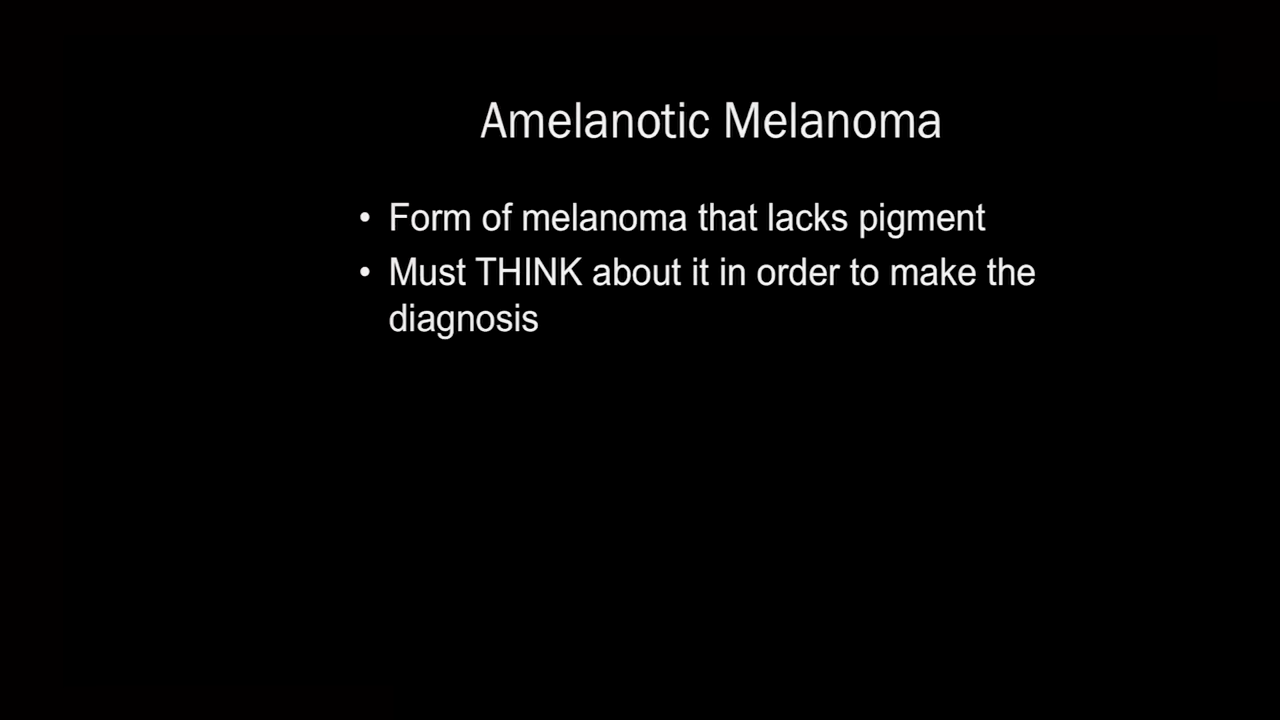 Amelanotic Melanoma
• Form of melanoma that lacks pigment
• Must THINK about it in order to make the
diagnosis